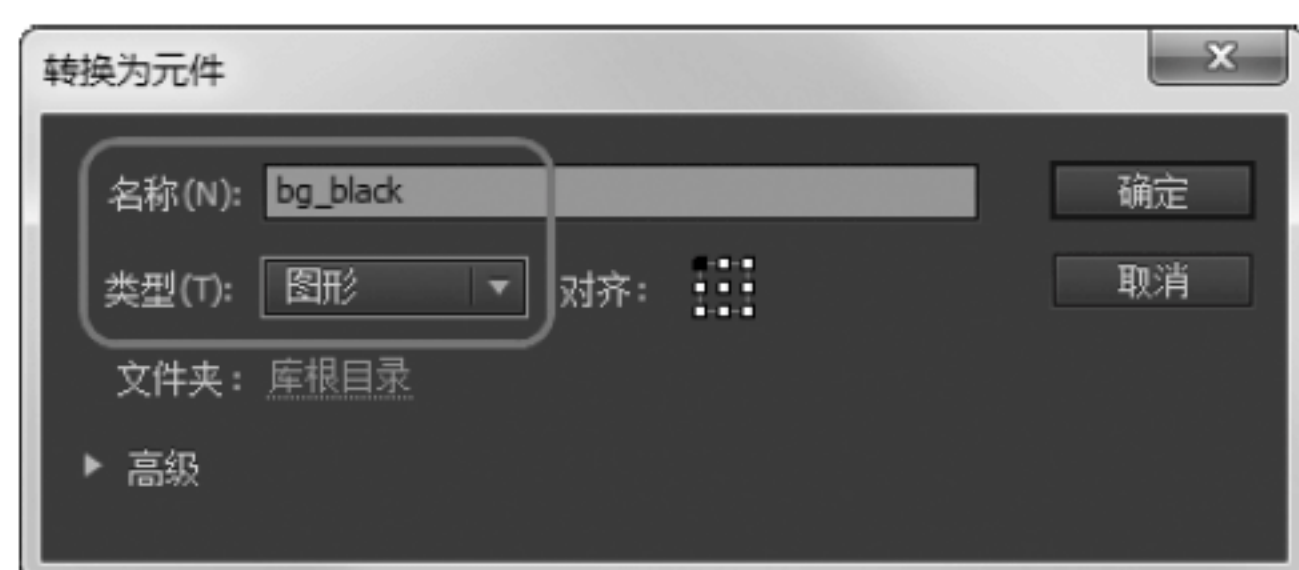 转换为元件
名称(N): bg_black 确定
类型(T): 图形 对齐: 取消
文件夹: 库根目录
高级